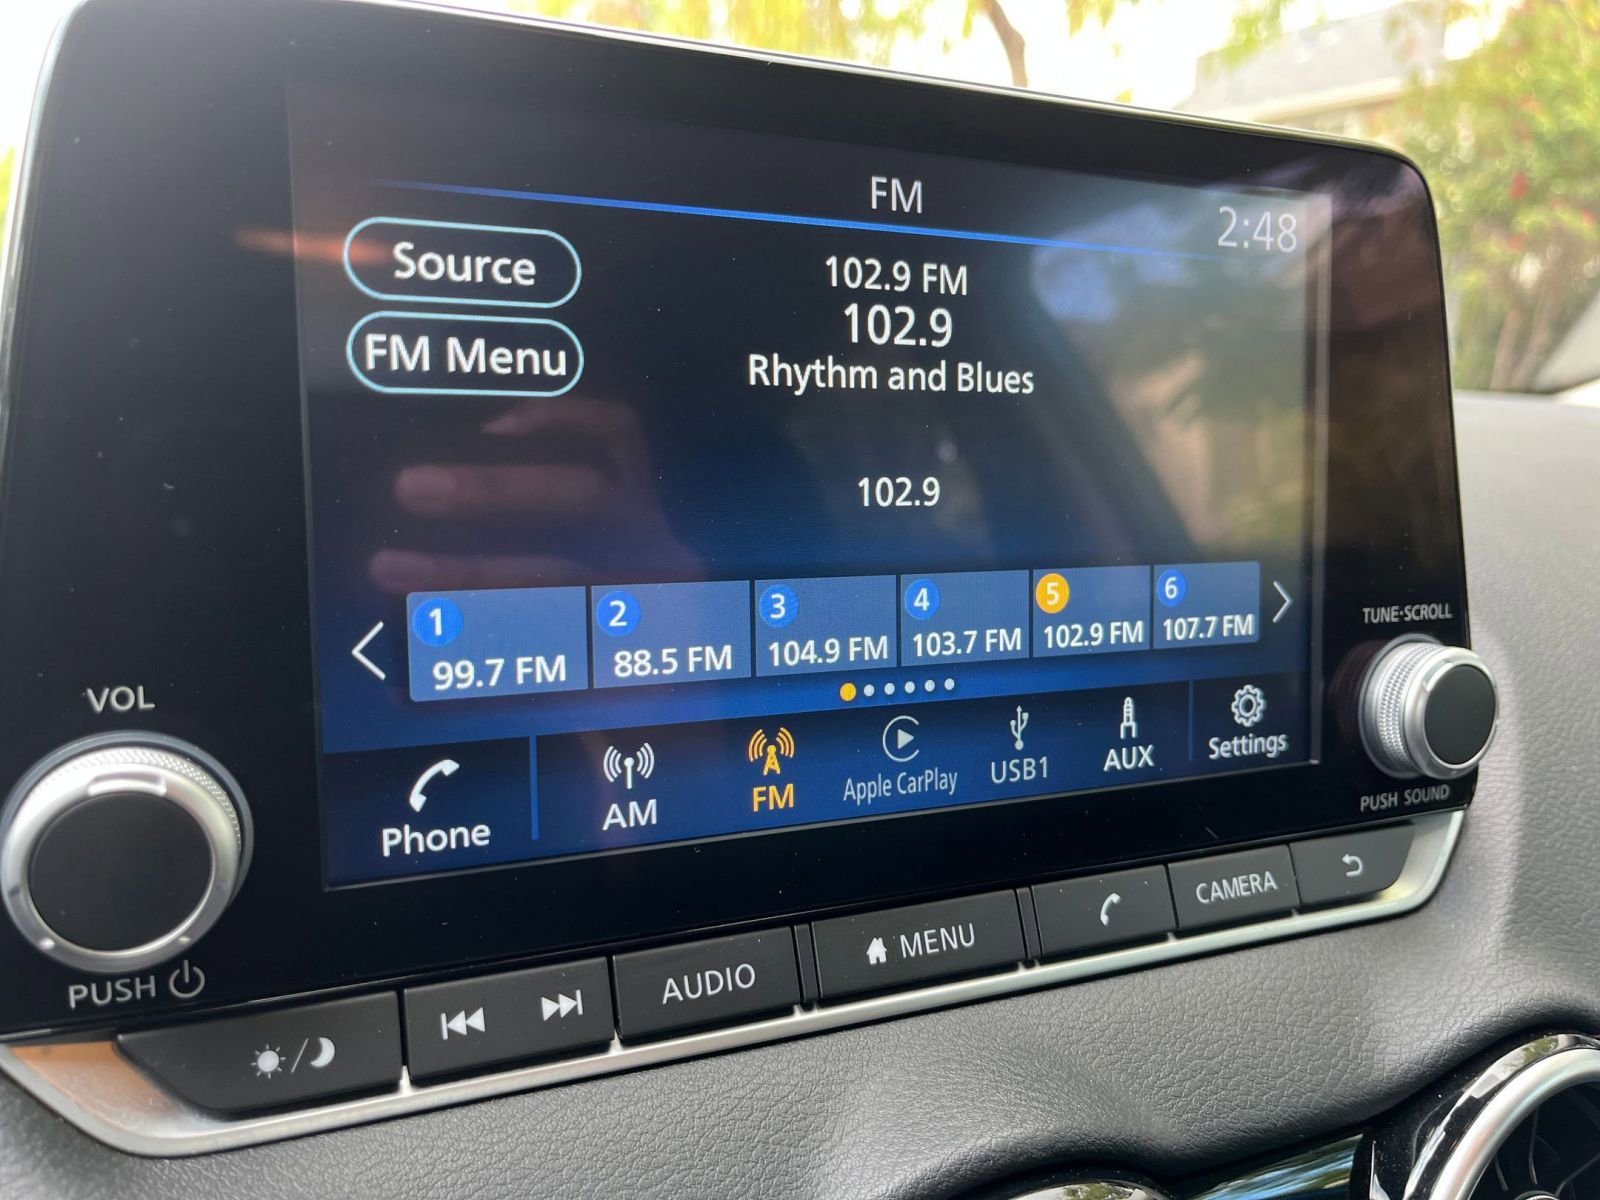 FM
2:48
Source
102.9 FM
102.9
FM Menu
Rhythm and Blues
102.9
1
2
3
4
5
6
99.7 FM
88.5 FM
104.9 FM
103.7 FM
102.9 FM
107.7 FM
Phone
AM
FM
Apple CarPlay
USB1
AUX
Settings
VOL
PUSH
TUNE·SCROLL
PUSH SOUND
AUDIO
MENU
CAMERA